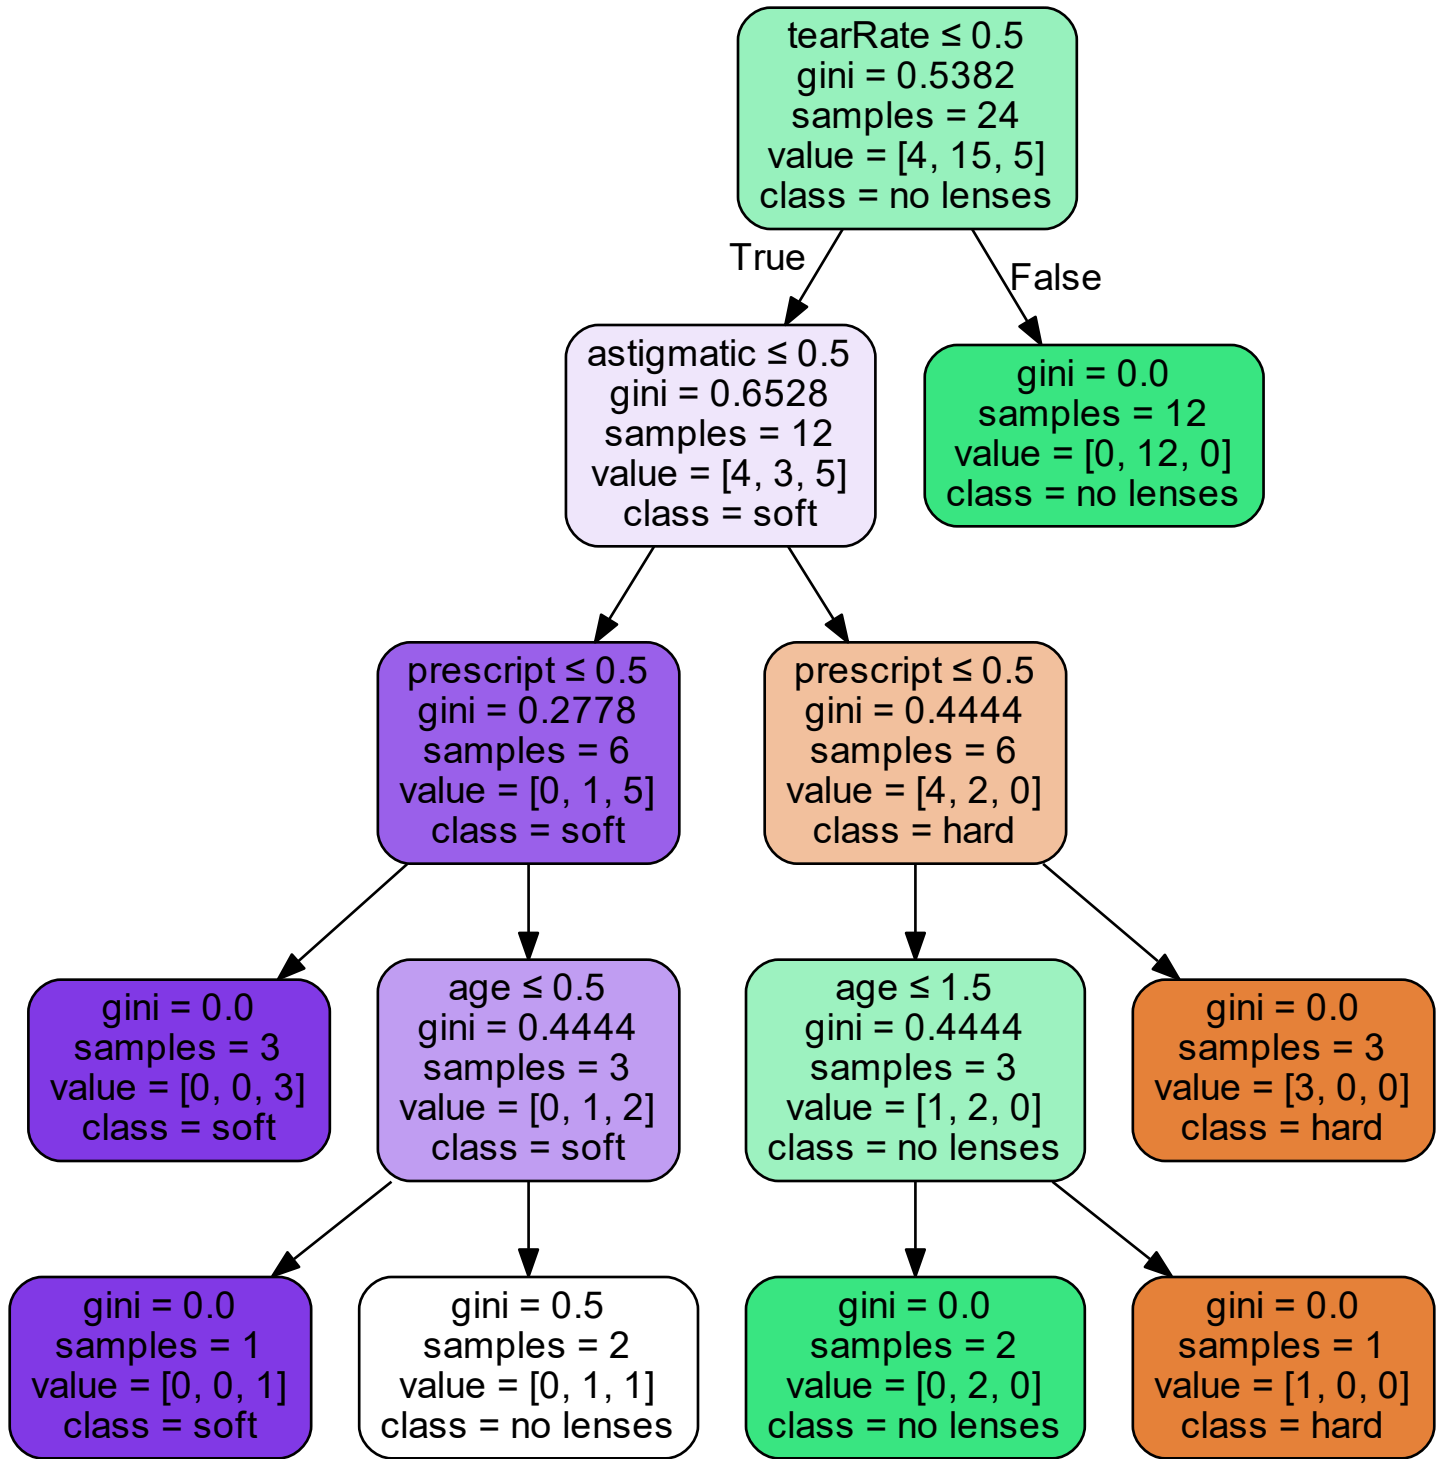 tearRate ≤ 0.5
gini = 0.5382
samples = 24
value = [4, 15, 5]
class = no lenses
True
False
astigmatic ≤ 0.5
gini = 0.6528
samples = 12
value = [4, 3, 5]
class = soft
gini = 0.0
samples = 12
value = [0, 12, 0]
class = no lenses
prescript ≤ 0.5
gini = 0.2778
samples = 6
value = [0, 1, 5]
class = soft
prescript ≤ 0.5
gini = 0.4444
samples = 6
value = [4, 2, 0]
class = hard
gini = 0.0
samples = 3
value = [0, 0, 3]
class = soft
age ≤ 0.5
gini = 0.4444
samples = 3
value = [0, 1, 2]
class = soft
age ≤ 1.5
gini = 0.4444
samples = 3
value = [1, 2, 0]
class = no lenses
gini = 0.0
samples = 3
value = [3, 0, 0]
class = hard
gini = 0.0
samples = 1
value = [0, 0, 1]
class = soft
gini = 0.5
samples = 2
value = [0, 1, 1]
class = no lenses
gini = 0.0
samples = 2
value = [0, 2, 0]
class = no lenses
gini = 0.0
samples = 1
value = [1, 0, 0]
class = hard